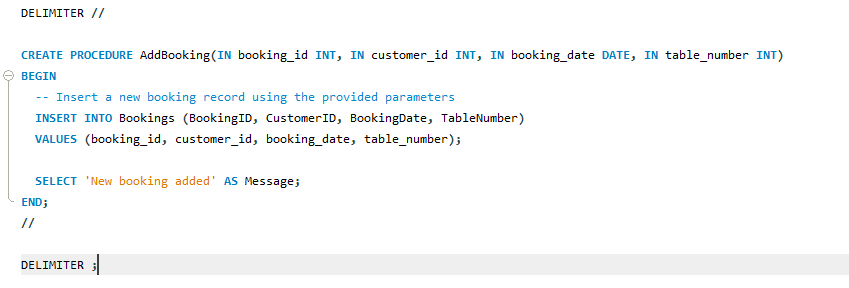 DELIMITER //
CREATE PROCEDURE AddBooking(IN booking_id INT, IN customer_id INT, IN booking_date DATE, IN table_number INT)
BEGIN
-- Insert a new booking record using the provided parameters
INSERT INTO Bookings (BookingID, CustomerID, BookingDate, TableNumber)
VALUES (booking_id, customer_id, booking_date, table_number);
SELECT 'New booking added' AS Message;
END;
//
DELIMITER ;